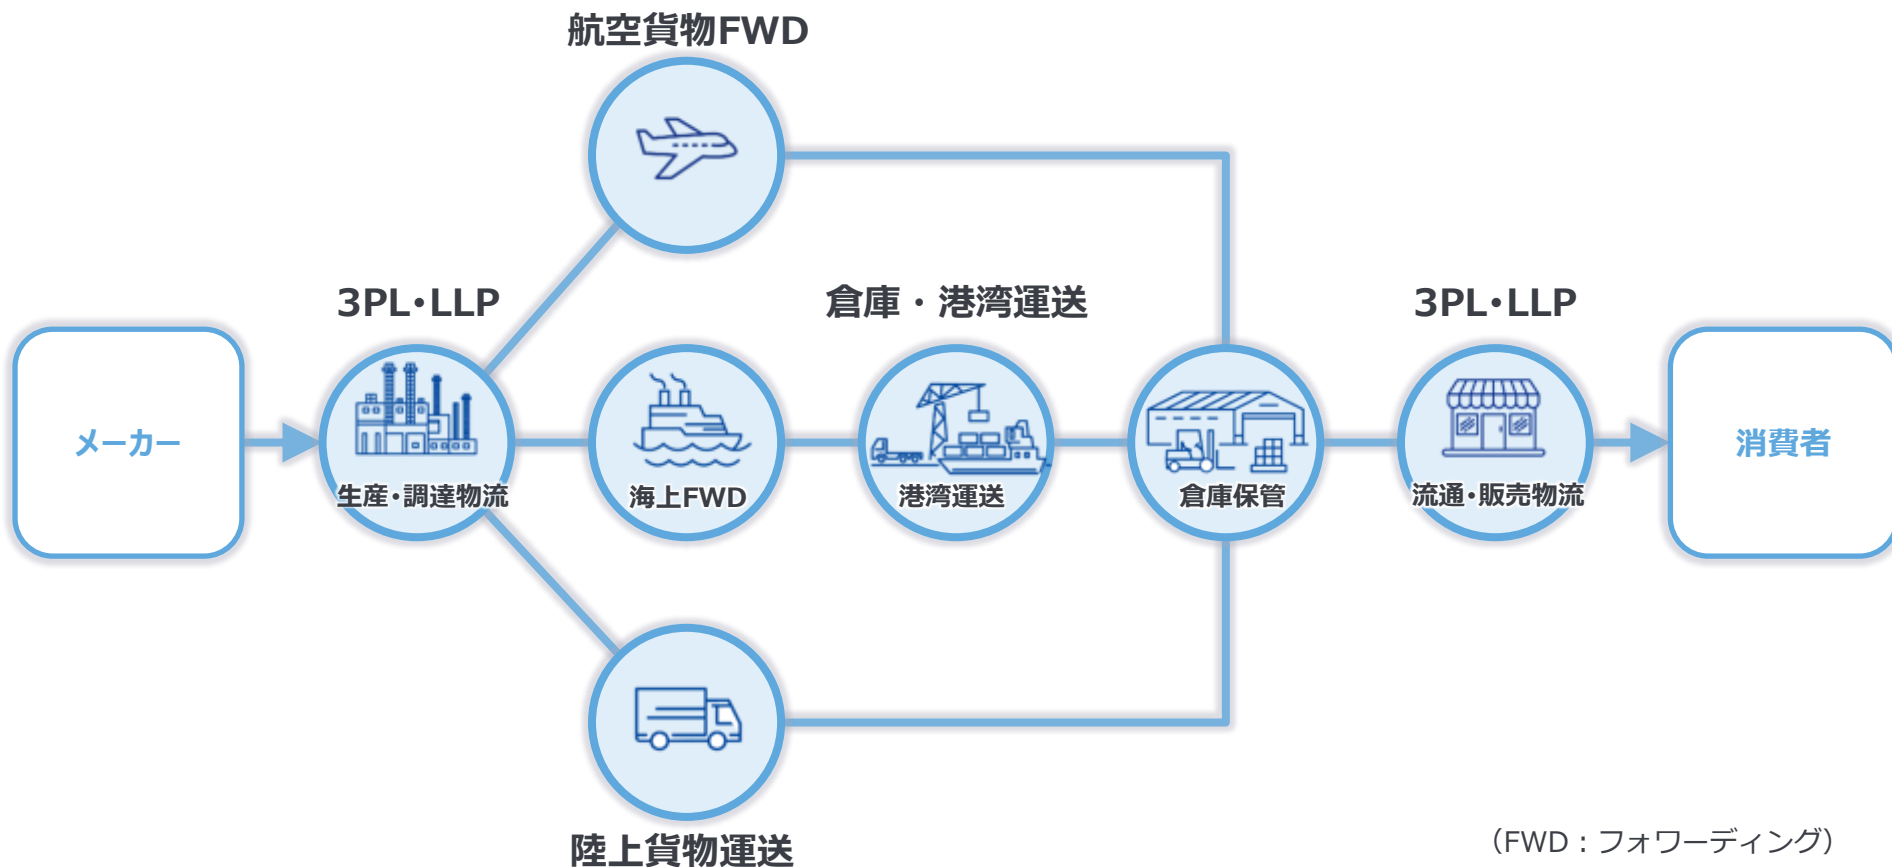 航空貨物FWD
3PL・LLP
倉庫・港湾運送
3PL・LLP
メーカー
生産・調達物流
海上FWD
港湾運送
倉庫保管
流通・販売物流
消費者
陸上貨物運送
（FWD：フォワーディング）